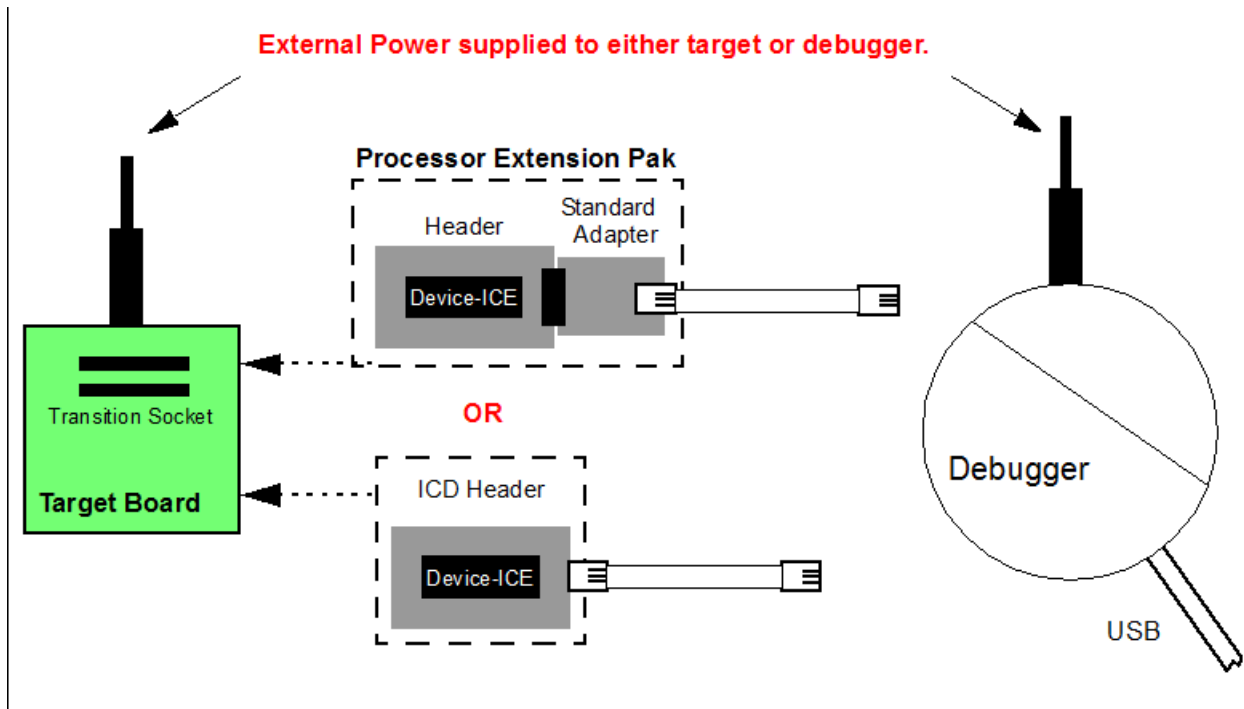 External Power supplied to either target or debugger.
Processor Extension Pak
Header
Standard
Adapter
Device-ICE
Transition Socket
Target Board
OR
ICD Header
Device-ICE
Debugger
USB